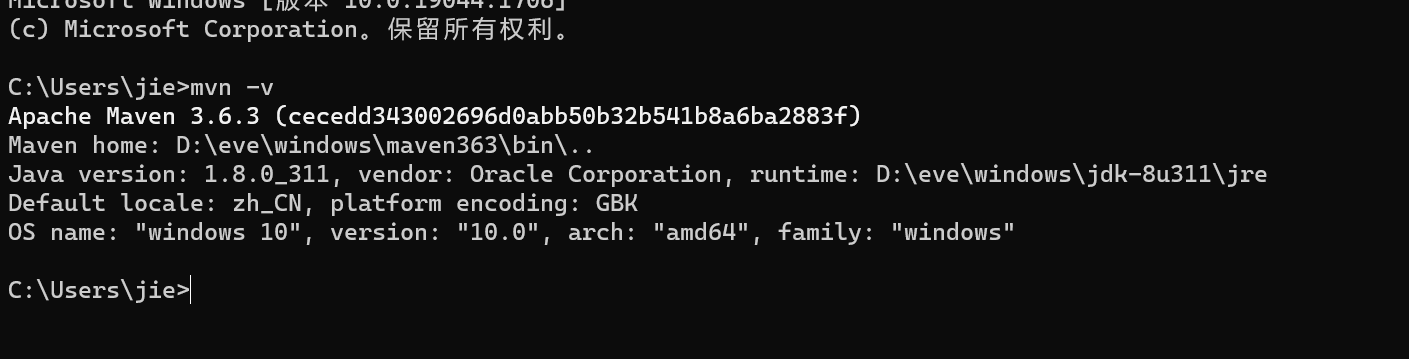 Microsoft Windows [版本 10.0.19044.1706]
(c) Microsoft Corporation。保留所有权利。
C:\Users\jie>mvn -v
Apache Maven 3.6.3 (cecedd343002696d0abb50b32b541b8a6ba2883f)
Maven home: D:\eve\windows\maven363\bin\..
Java version: 1.8.0_311, vendor: Oracle Corporation, runtime: D:\eve\windows\jdk-8u311\jre
Default locale: zh_CN, platform encoding: GBK
OS name: "windows 10", version: "10.0", arch: "amd64", family: "windows"
C:\Users\jie>